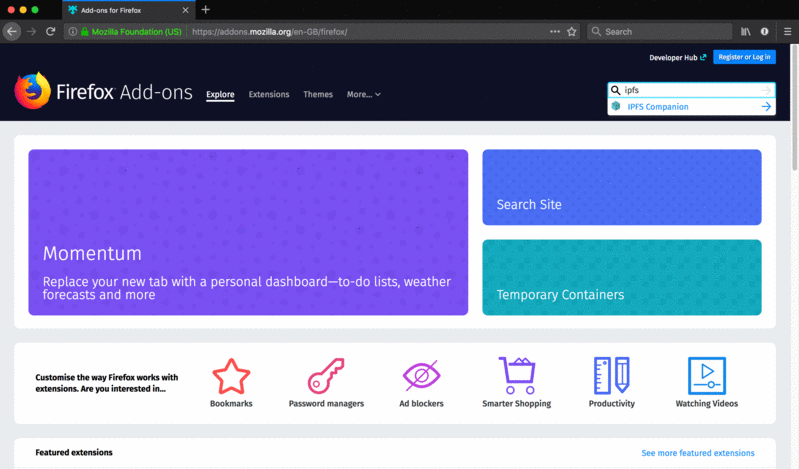 Add-ons for Firefox
Mozilla Foundation (US) https://addons.mozilla.org/en-GB/firefox/ Search
Developer Hub Register or Log in
Firefox Add-ons Explore Extensions Themes More... ipfs
IPFS Companion
Momentum
Replace your new tab with a personal dashboard—to-do lists, weather
forecasts and more
Search Site
Temporary Containers
Customise the way Firefox works with
extensions. Are you interested in...
Bookmarks Password managers Ad blockers Smarter Shopping Productivity Watching Videos
Featured extensions See more featured extensions